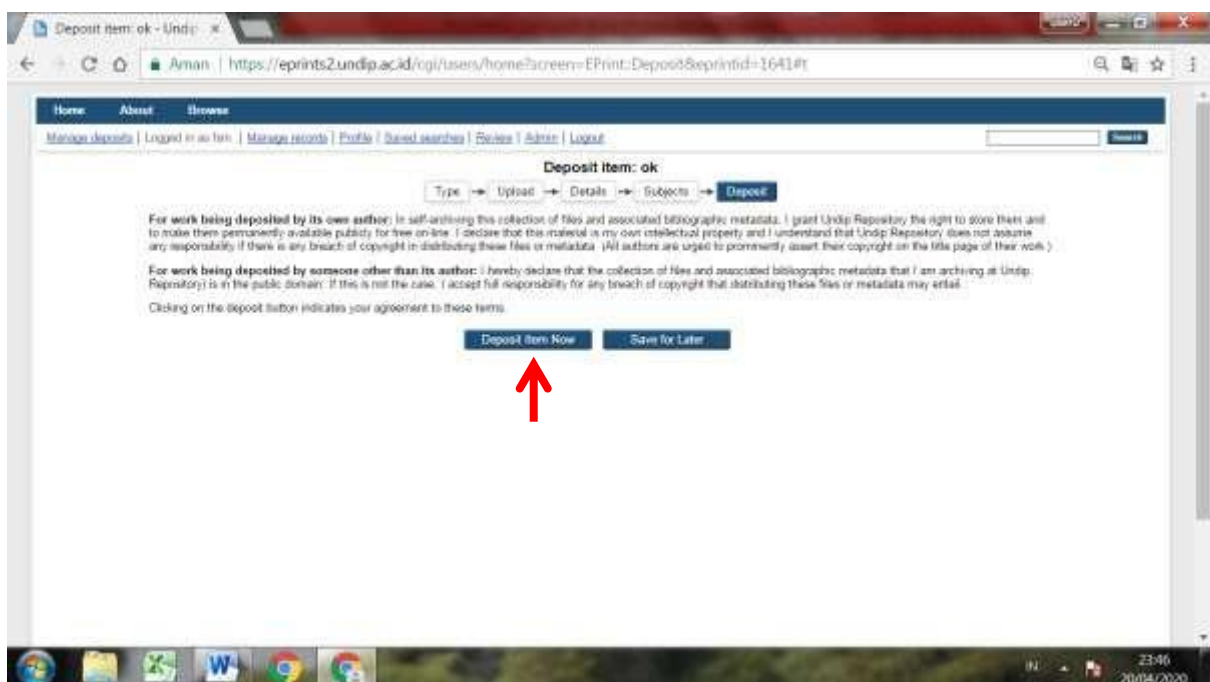 Deposit item: ok - Undip
Aman | https://eprints2.undip.ac.id/cgi/users/home?screen=EPrint::Deposit&eprintid=1641#t
Home About Browse
Manage deposits | Logged in as | Manage records | Profile | Saved searches | Review | Admin | Logout Search
Deposit item: ok
Type Upload Details Subjects Deposit
For work being deposited by its own author: In self-archiving this collection of files and associated bibliographic metadata, I grant Undip Repository the right to store them and
to make them permanently available publicly for free on-line. I declare that this material is my own intellectual property and I understand that Undip Repository does not assume
any responsibility if there is any breach of copyright in distributing these files or metadata. (All authors are urged to prominently assert their copyright on the title page of their work.)
For work being deposited by someone other than its author: I hereby declare that the collection of files and associated bibliographic metadata that I am archiving at Undip
Repository) is in the public domain. If this is not the case, I accept full responsibility for any breach of copyright that distributing these files or metadata may entail.
Clicking on the deposit button indicates your agreement to these terms.
Deposit Item Now Save for Later
IN 23:46
20/04/2020